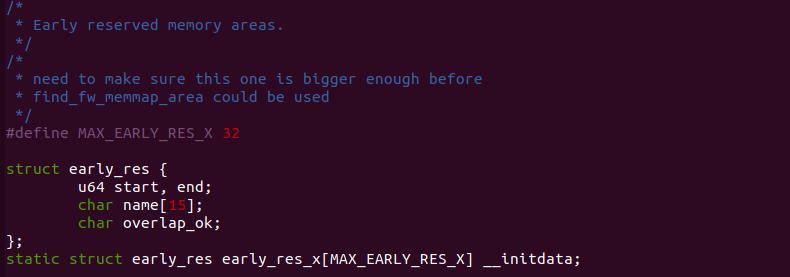 /*
 * Early reserved memory areas.
 */
/*
 * need to make sure this one is bigger enough before
 * find_fw_memmap_area could be used
 */
#define MAX_EARLY_RES_X 32

struct early_res {
        u64 start, end;
        char name[15];
        char overlap_ok;
};
static struct early_res early_res_x[MAX_EARLY_RES_X] __initdata;